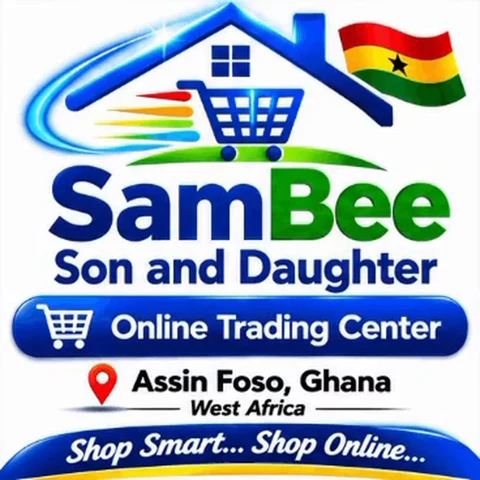 SamBee
Son and Daughter
Online Trading Center
Assin Foso, Ghana
West Africa
Shop Smart... Shop Online...